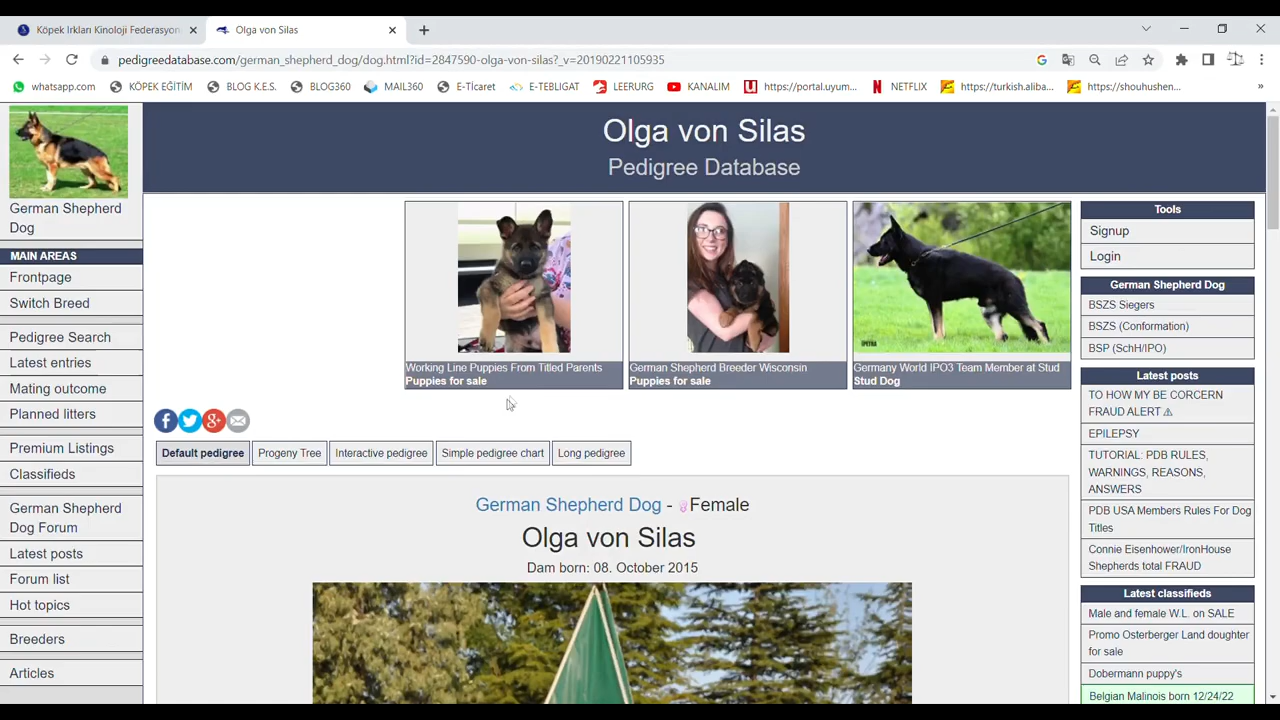 Köpek Irkları Kinoloji Federasyon
Olga von Silas
pedigreedatabase.com/german_shepherd_dog/dog.html?id=2847590-olga-von-silas?_v=20190221105935
whatsapp.com
KÖPEK EĞİTİM
BLOG K.E.S.
BLOG360
MAIL360
E-Ticaret
E-TEBLIGAT
LEERURG
KANALIM
https://portal.uyum...
NETFLIX
https://turkish.aliba...
https://shouhushen...
»
German Shepherd
Dog
MAIN AREAS
Frontpage
Switch Breed
Pedigree Search
Latest entries
Mating outcome
Planned litters
Premium Listings
Classifieds
German Shepherd
Dog Forum
Latest posts
Forum list
Hot topics
Breeders
Articles
Olga von Silas
Pedigree Database
Working Line Puppies From Titled Parents
Puppies for sale
German Shepherd Breeder Wisconsin
Puppies for sale
Germany World IPO3 Team Member at Stud
Stud Dog
Default pedigree
Progeny Tree
Interactive pedigree
Simple pedigree chart
Long pedigree
German Shepherd Dog - Female
Olga von Silas
Dam born: 08. October 2015
Tools
Signup
Login
German Shepherd Dog
BSZS Siegers
BSZS (Conformation)
BSP (SchH/IPO)
Latest posts
TO HOW MY BE CORCERN
FRAUD ALERT ⚠
EPILEPSY
TUTORIAL: PDB RULES,
WARNINGS, REASONS,
ANSWERS
PDB USA Members Rules For Dog
Titles
Connie Eisenhower/IronHouse
Shepherds total FRAUD
Latest classifieds
Male and female W.L. on SALE
Promo Osterberger Land doughter
for sale
Dobermann puppy's
Belgian Malinois born 12/24/22